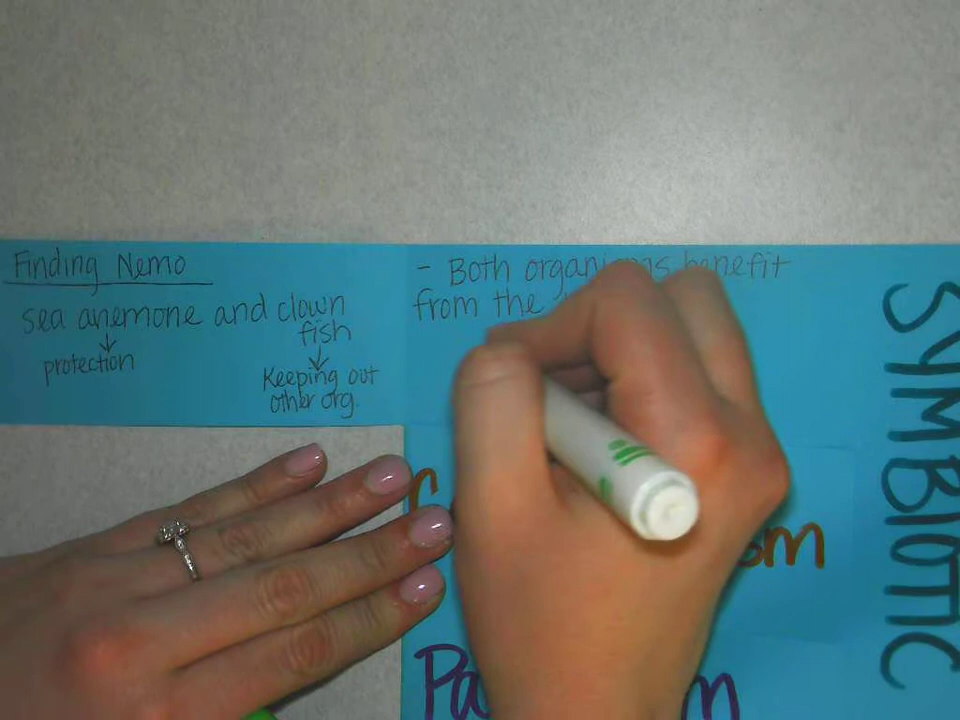 Finding Nemo
sea anemone and clown
fish
protection
Keeping out
other org.
- Both organisms benefit
from the
SYMBIOTIC